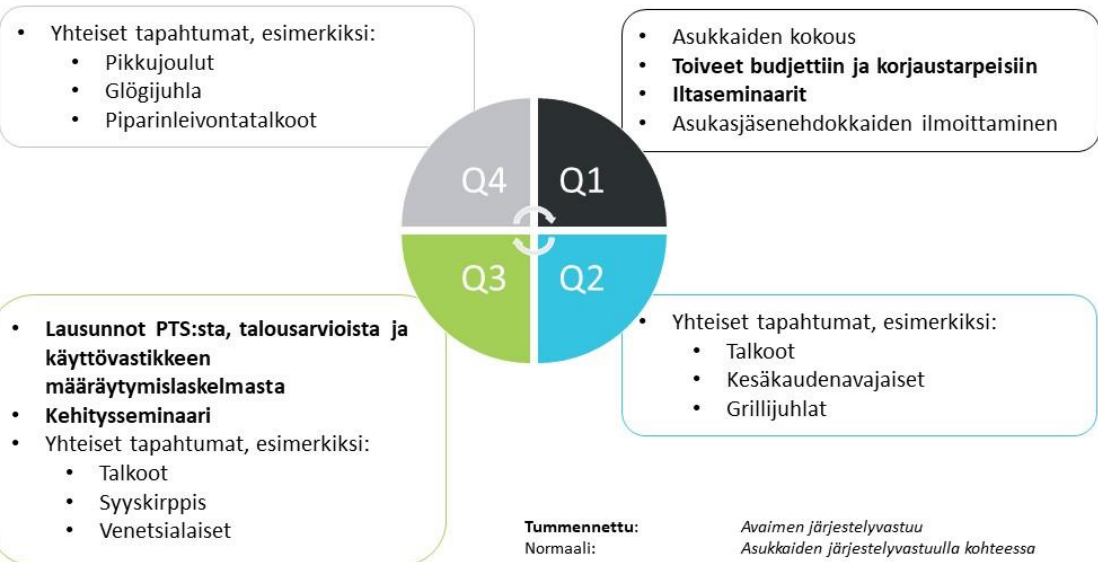 • Yhteiset tapahtumat, esimerkiksi:
• Pikkujoulut
• Glögijuhla
• Piparinleivontatalkoot
• Asukkaiden kokous
• Toiveet budjettiin ja korjaustarpeisiin
• Iltaseminaarit
• Asukasjäsenehdokkaiden ilmoittaminen
Q4
Q1
Q3
Q2
• Lausunnot PTS:sta, talousarvioista ja
käyttövastikkeen
määräytymislaskelmasta
• Kehitysseminaari
• Yhteiset tapahtumat, esimerkiksi:
• Talkoot
• Syyskirppis
• Venetsialaiset
• Yhteiset tapahtumat, esimerkiksi:
• Talkoot
• Kesäkaudenavajaiset
• Grillijuhlat
Tummennettu: Avaimen järjestelyvastuu
Normaali: Asukkaiden järjestelyvastuulla kohteessa